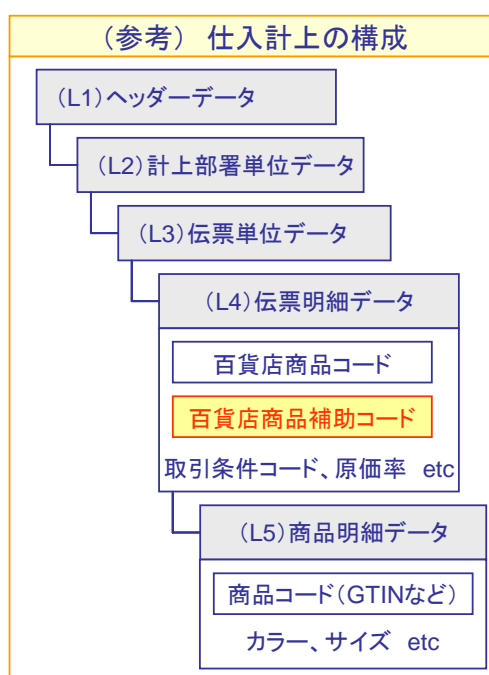 （参考） 仕入計上の構成
（L1）ヘッダーデータ
（L2）計上部署単位データ
（L3）伝票単位データ
（L4）伝票明細データ
百貨店商品コード
百貨店商品補助コード
取引条件コード、原価率 etc
（L5）商品明細データ
商品コード（GTINなど）
カラー、サイズ etc